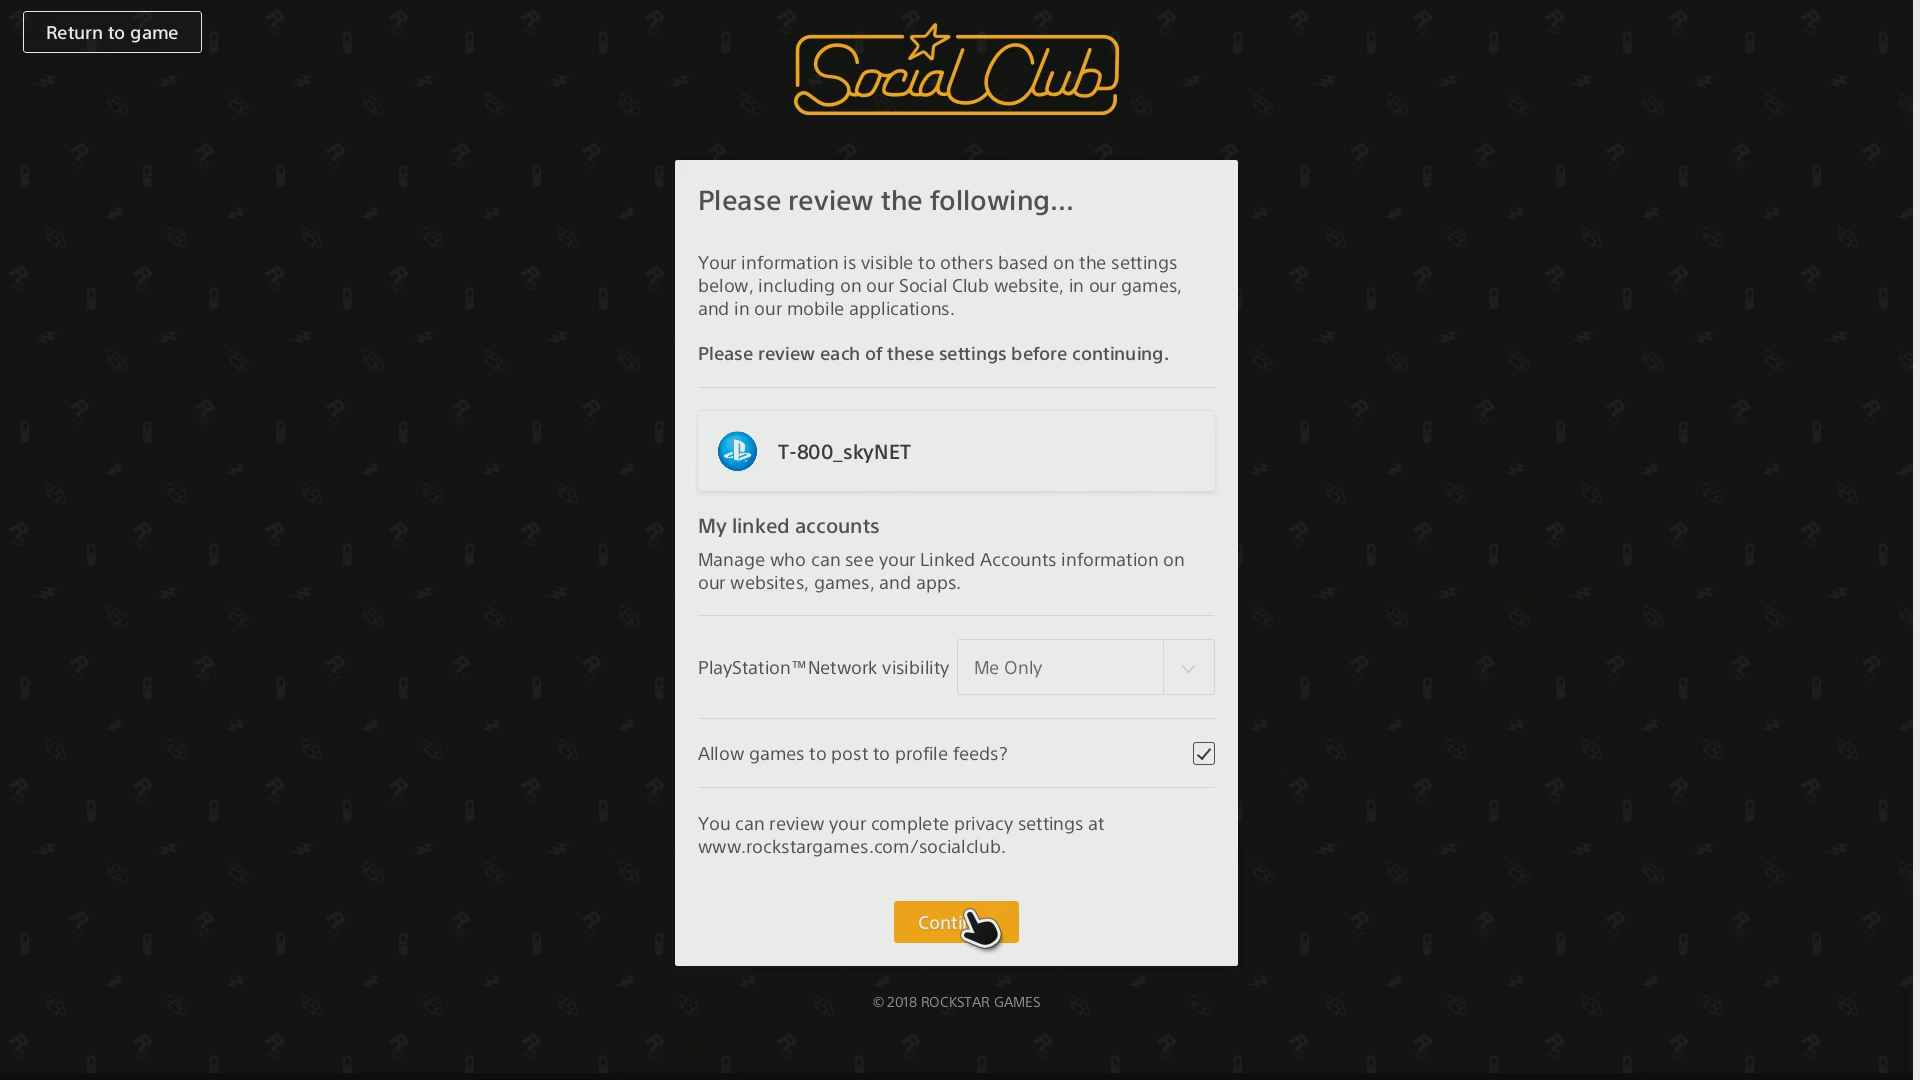 Return to game
Social Club
Please review the following...
Your information is visible to others based on the settings
below, including on our Social Club website, in our games,
and in our mobile applications.
Please review each of these settings before continuing.
T-800_skyNET
My linked accounts
Manage who can see your Linked Accounts information on
our websites, games, and apps.
PlayStation™Network visibility
Me Only
Allow games to post to profile feeds?
You can review your complete privacy settings at
www.rockstargames.com/socialclub.
© 2018 ROCKSTAR GAMES